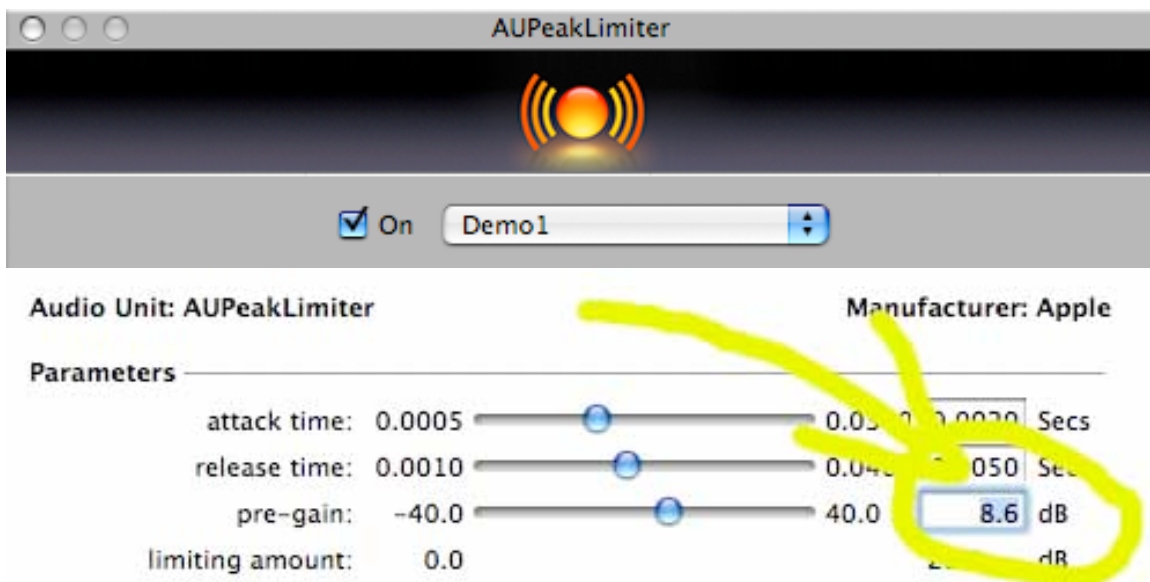 AUPeakLimiter
On Demo1
Audio Unit: AUPeakLimiter Manufacturer: Apple
Parameters
attack time: 0.0005 Secs
release time: 0.0010
pre-gain: -40.0 40.0 8.6 dB
limiting amount: 0.0 dB